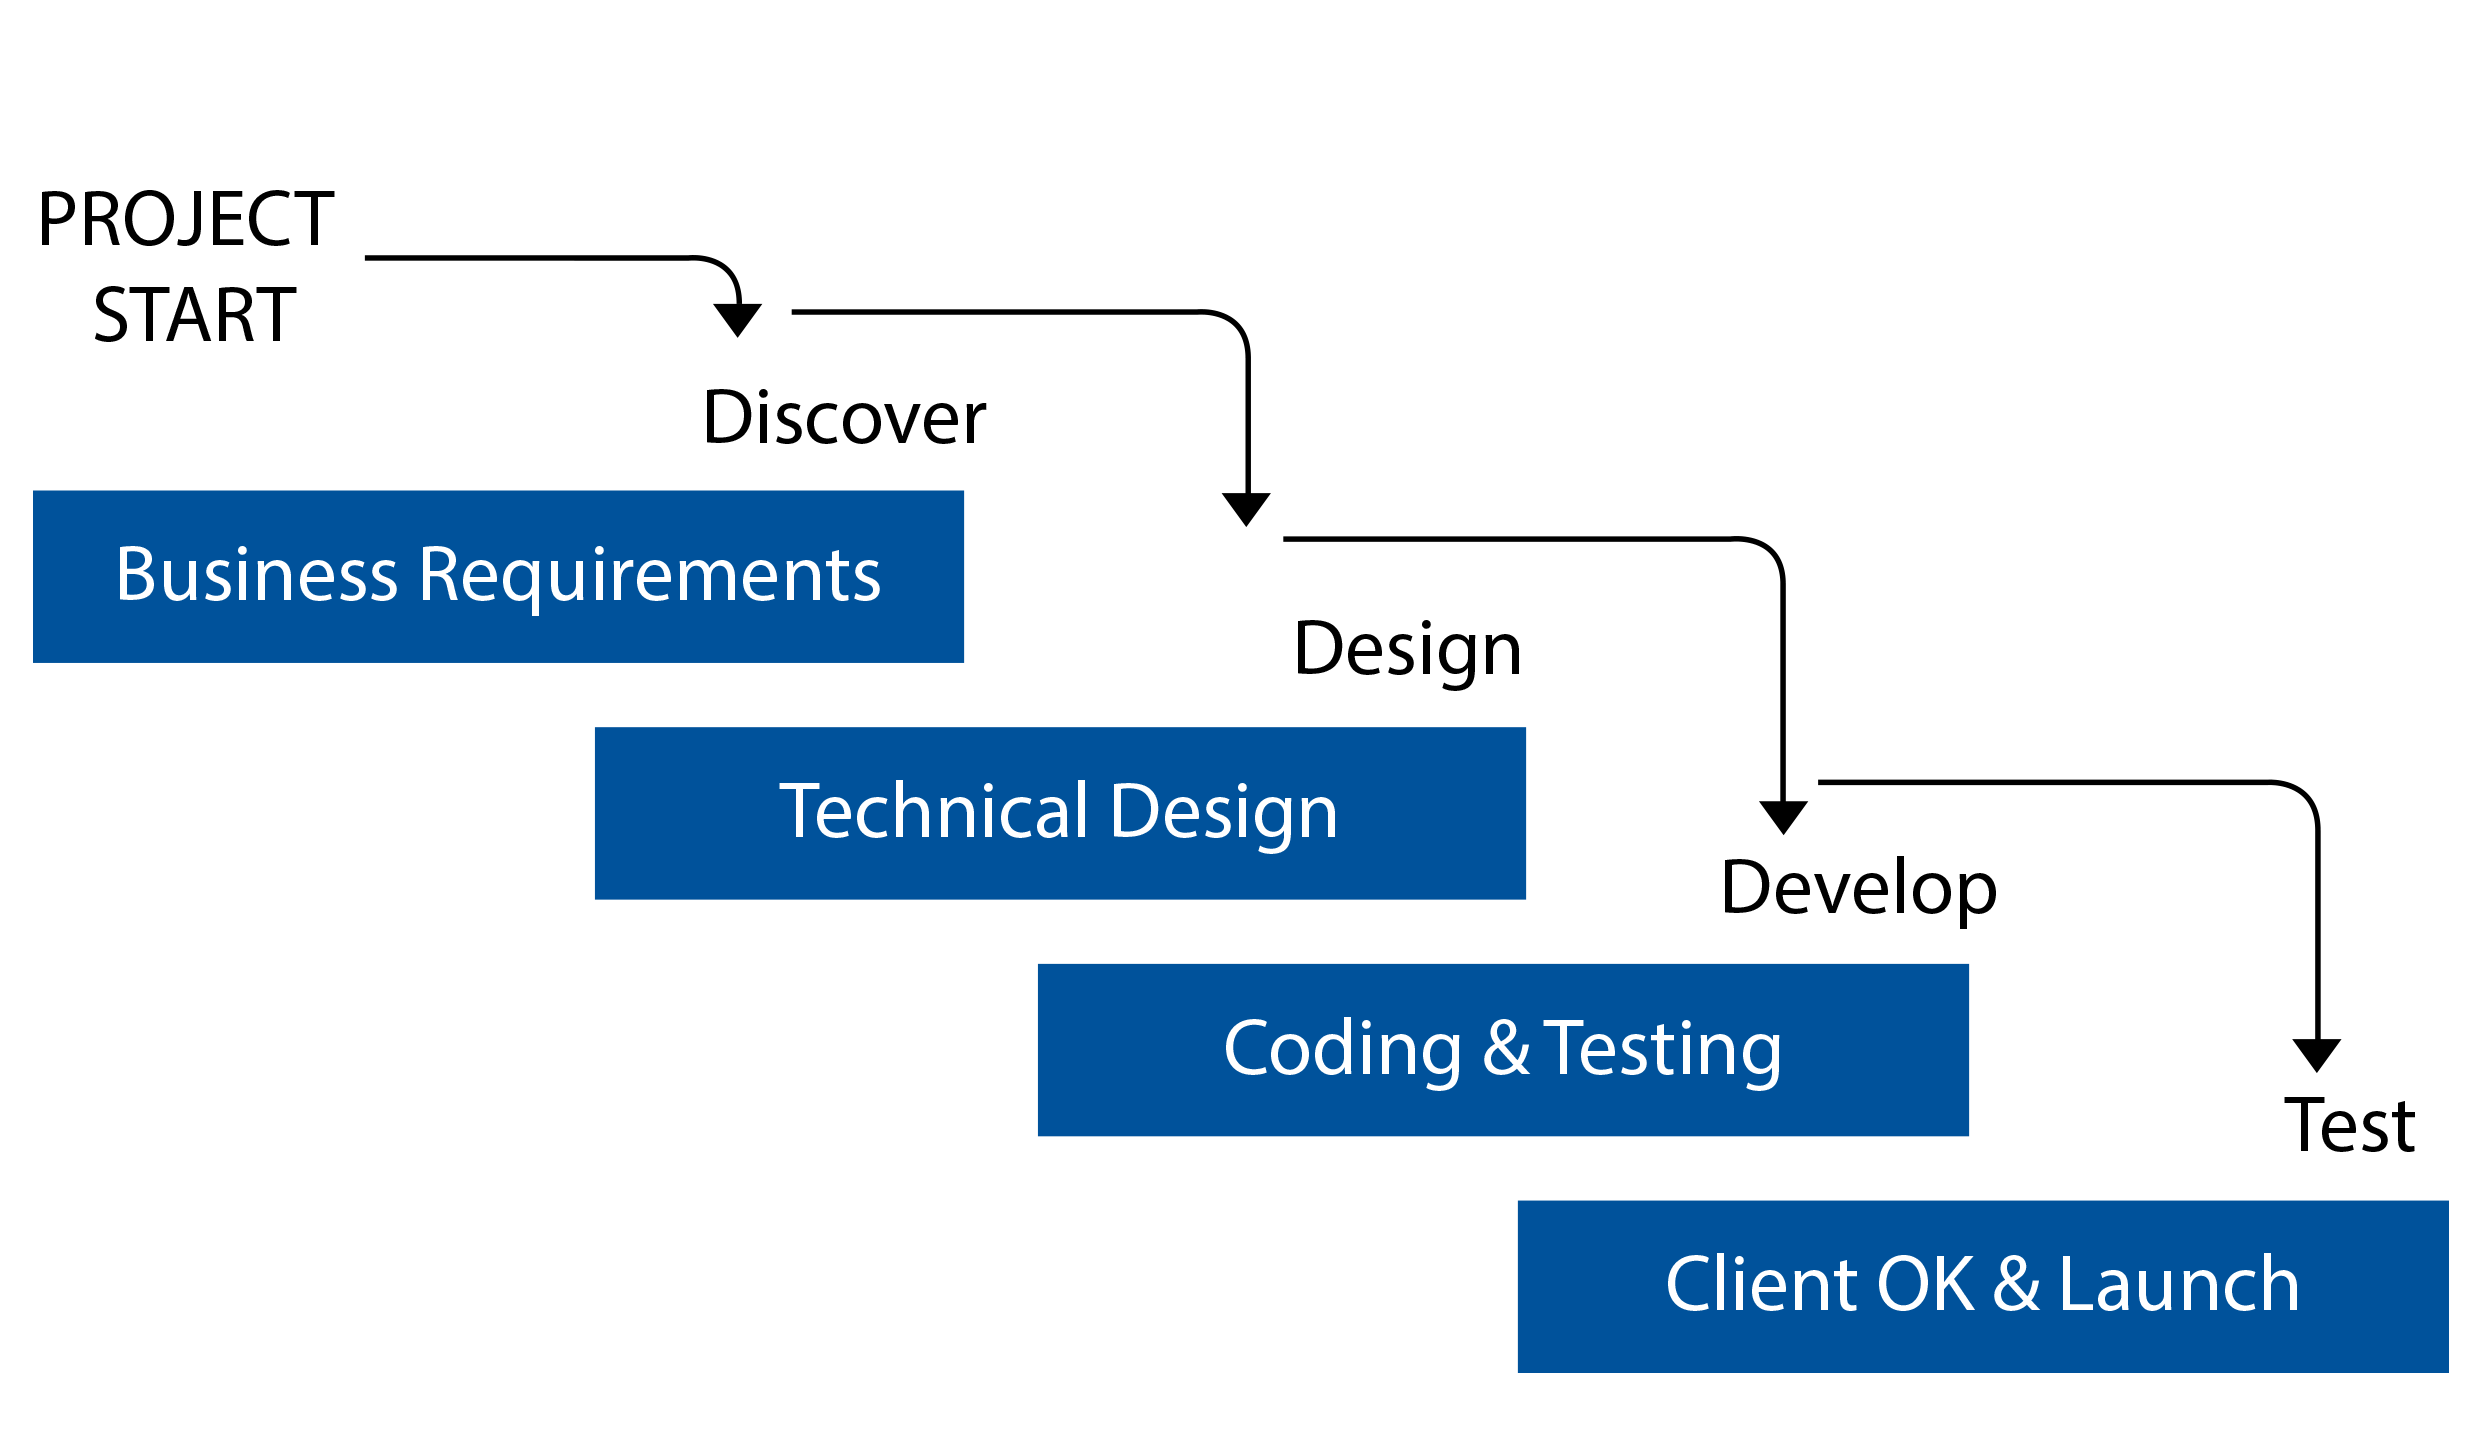 PROJECT
START
Discover
Business Requirements
Design
Technical Design
Develop
Coding & Testing
Test
Client OK & Launch